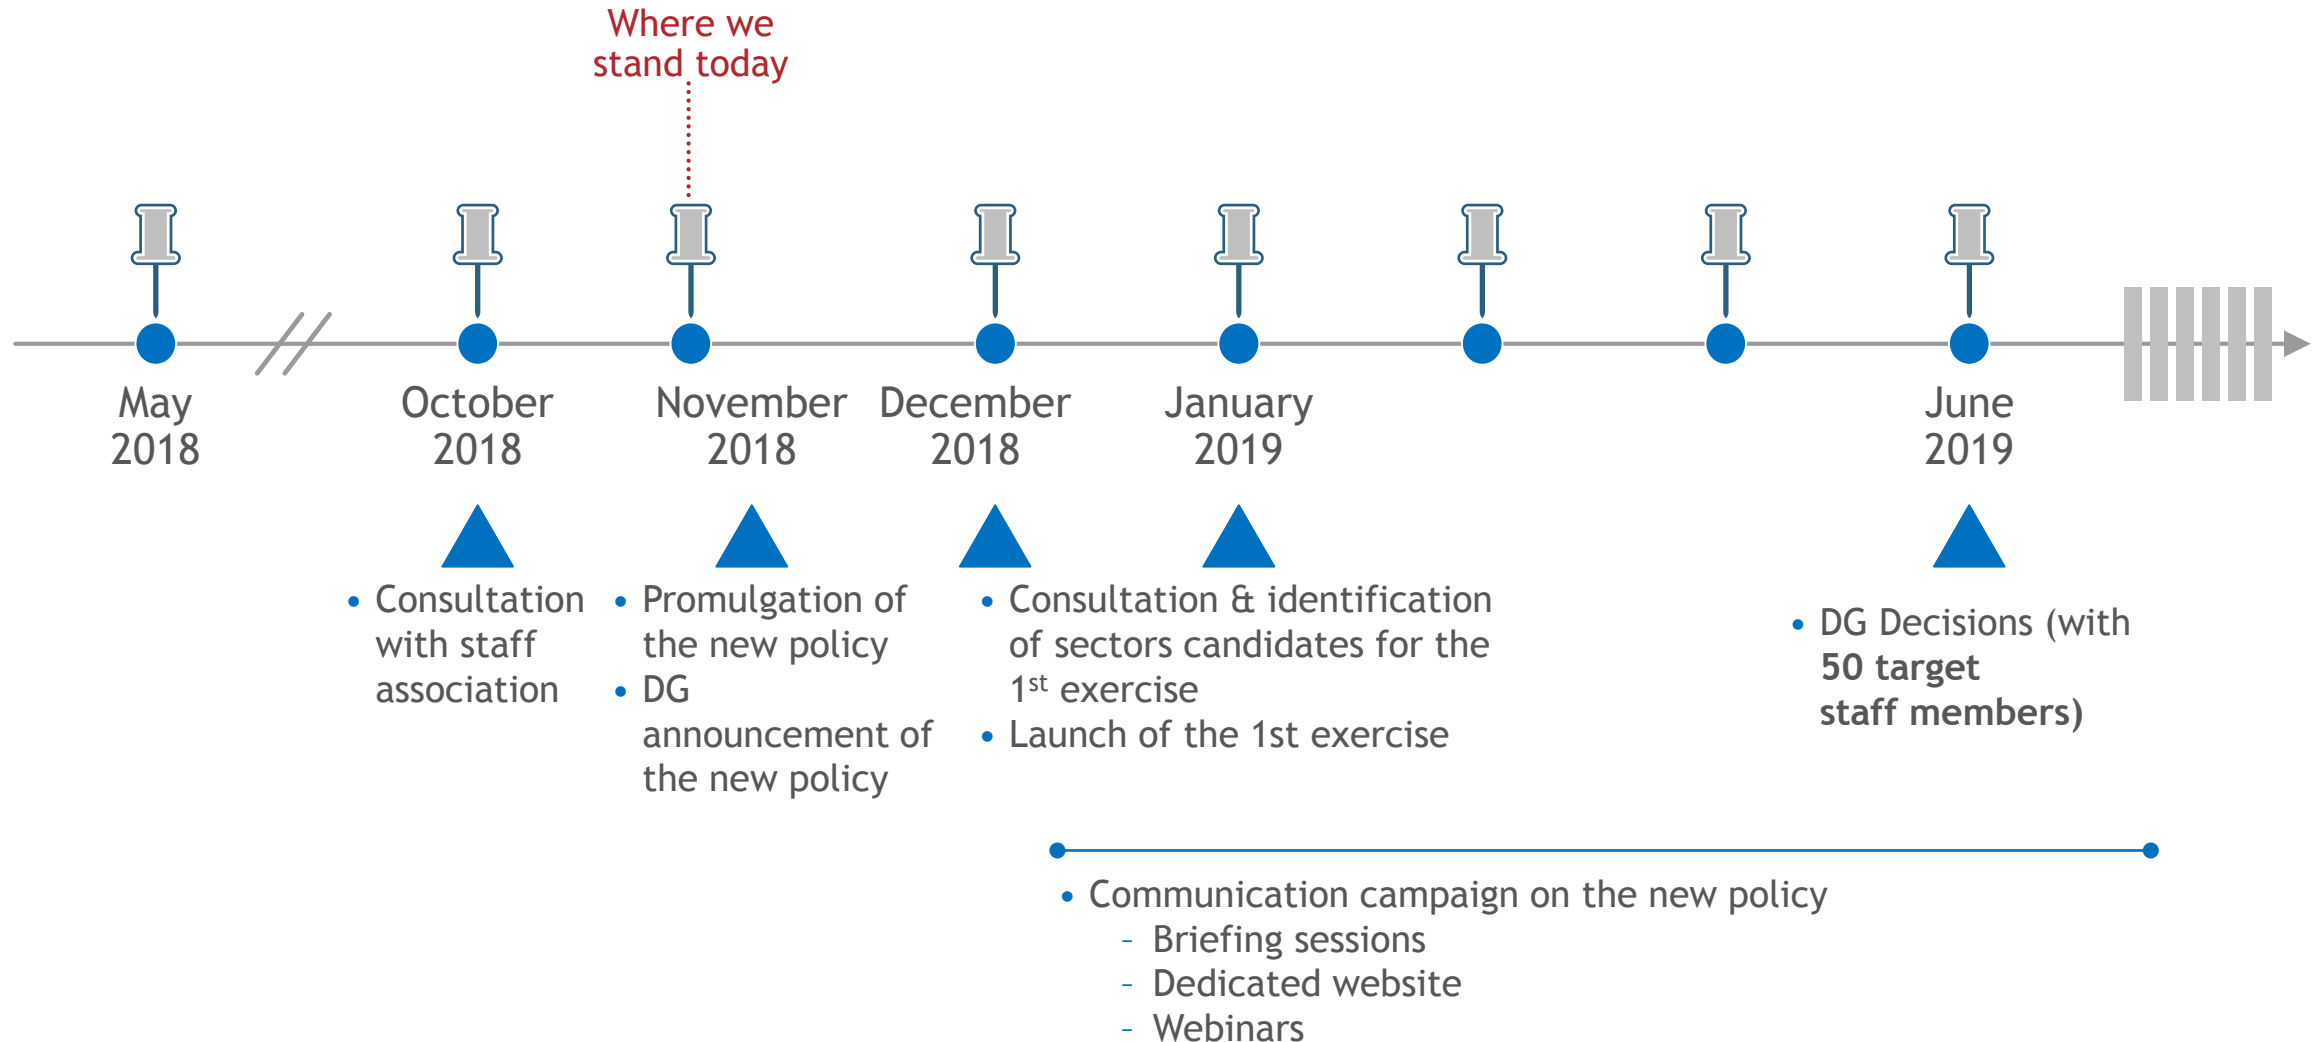 Where we
stand today
May
2018
October
2018
November
2018
December
2018
January
2019
June
2019
• Consultation
with staff
association
• Promulgation of
the new policy
• DG
announcement of
the new policy
• Consultation & identification
of sectors candidates for the
1st exercise
• Launch of the 1st exercise
• DG Decisions (with
50 target
staff members)
• Communication campaign on the new policy
– Briefing sessions
– Dedicated website
– Webinars